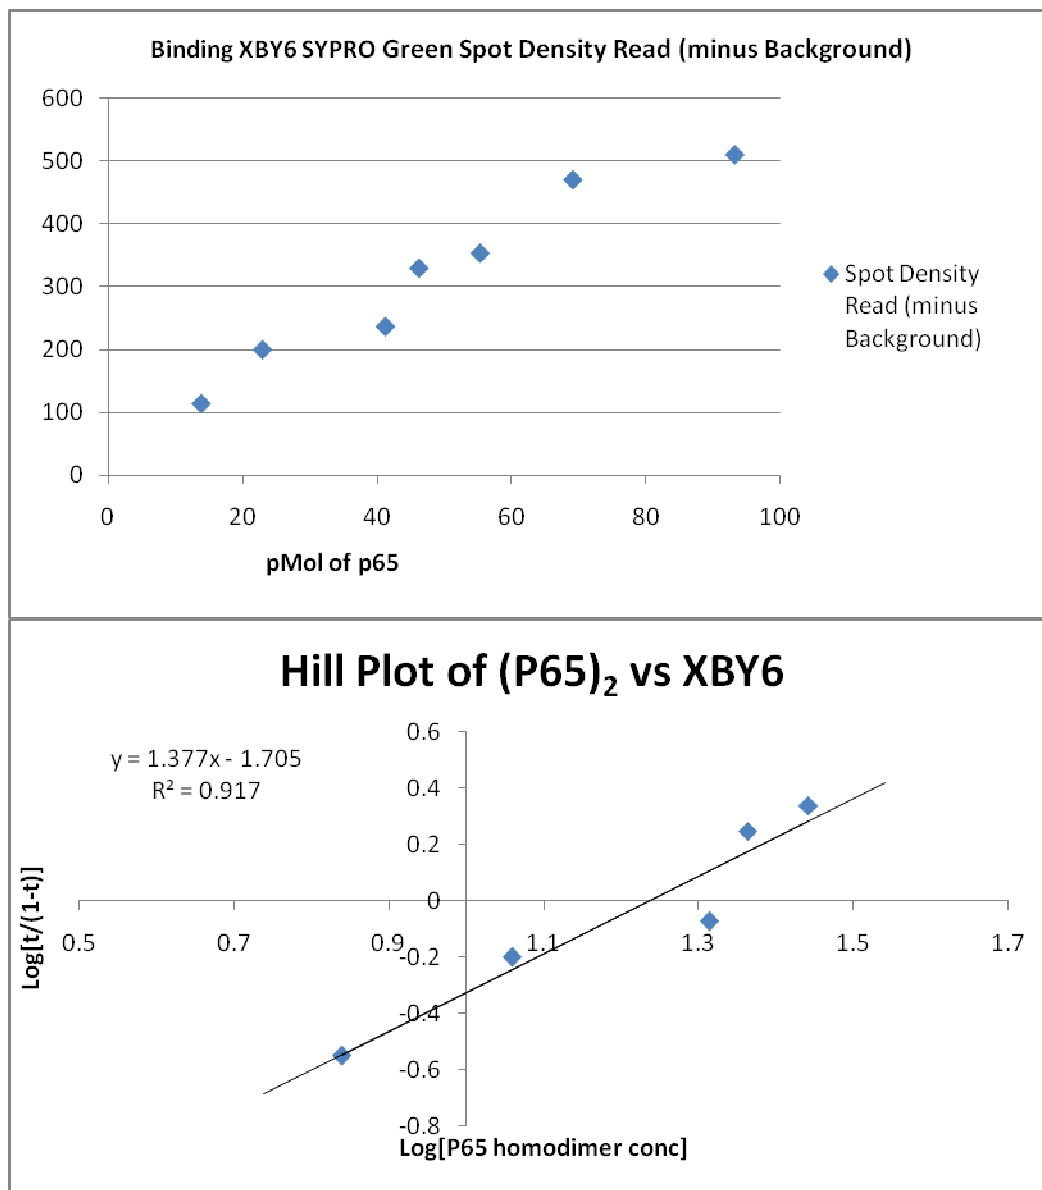 Binding XBY6 SYPRO Green Spot Density Read (minus Background)
600
500
400
300
200
100
0
0 20 40 60 80 100
pMol of p65
Spot Density
Read (minus
Background)
Hill Plot of (P65)₂ vs XBY6
y = 1.377x - 1.705
R² = 0.917
0.6
0.4
0.2
0
-0.2
-0.4
-0.6
-0.8
0.5 0.7 0.9 1.1 1.3 1.5 1.7
Log[t/(1-t)]
Log[P65 homodimer conc]